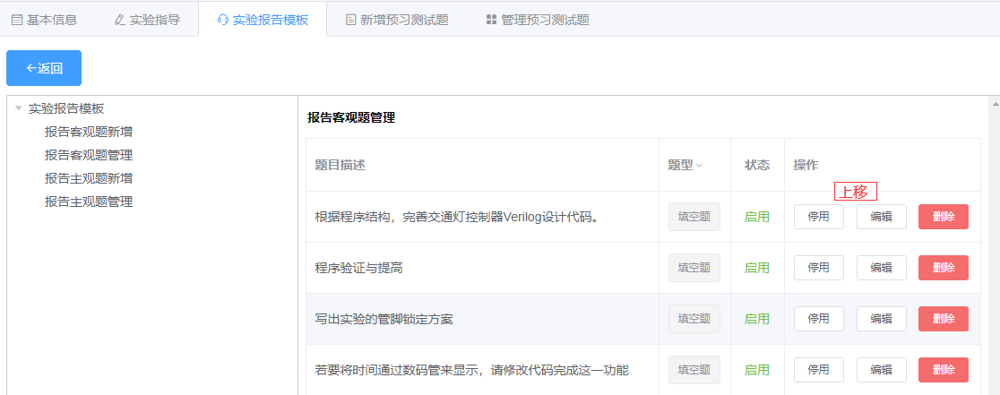 基本信息 实验指导 实验报告模板 新增预习测试题 管理预习测试题
返回
实验报告模板
报告客观题新增
报告客观题管理
报告主观题新增
报告主观题管理
报告客观题管理
题目描述 题型 状态 操作
上移
根据程序结构，完善交通灯控制器Verilog设计代码。 填空题 启用 停用 编辑 删除
程序验证与提高 填空题 启用 停用 编辑 删除
写出实验的管脚锁定方案 填空题 启用 停用 编辑 删除
若要将时间通过数码管来显示，请修改代码完成这一功能 填空题 启用 停用 编辑 删除